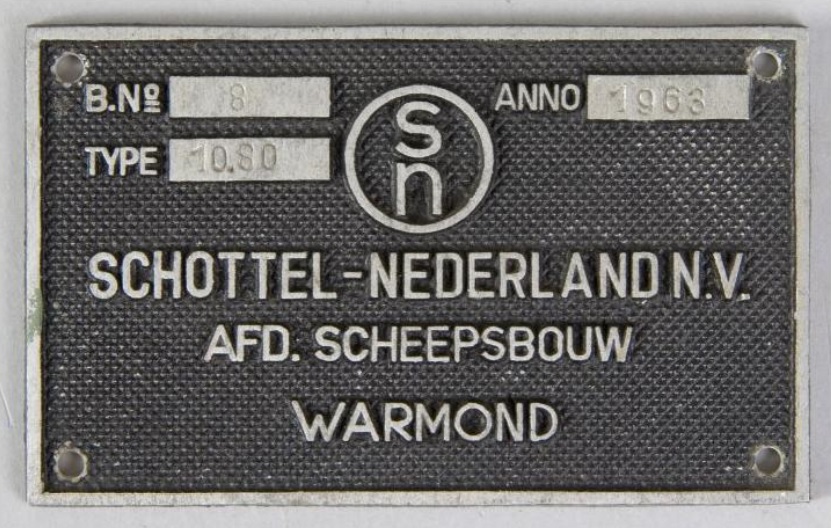 B.Nº 8
TYPE 10.80
sn
ANNO 1963
SCHOTTEL-NEDERLAND N.V.
AFD. SCHEEPSBOUW
WARMOND